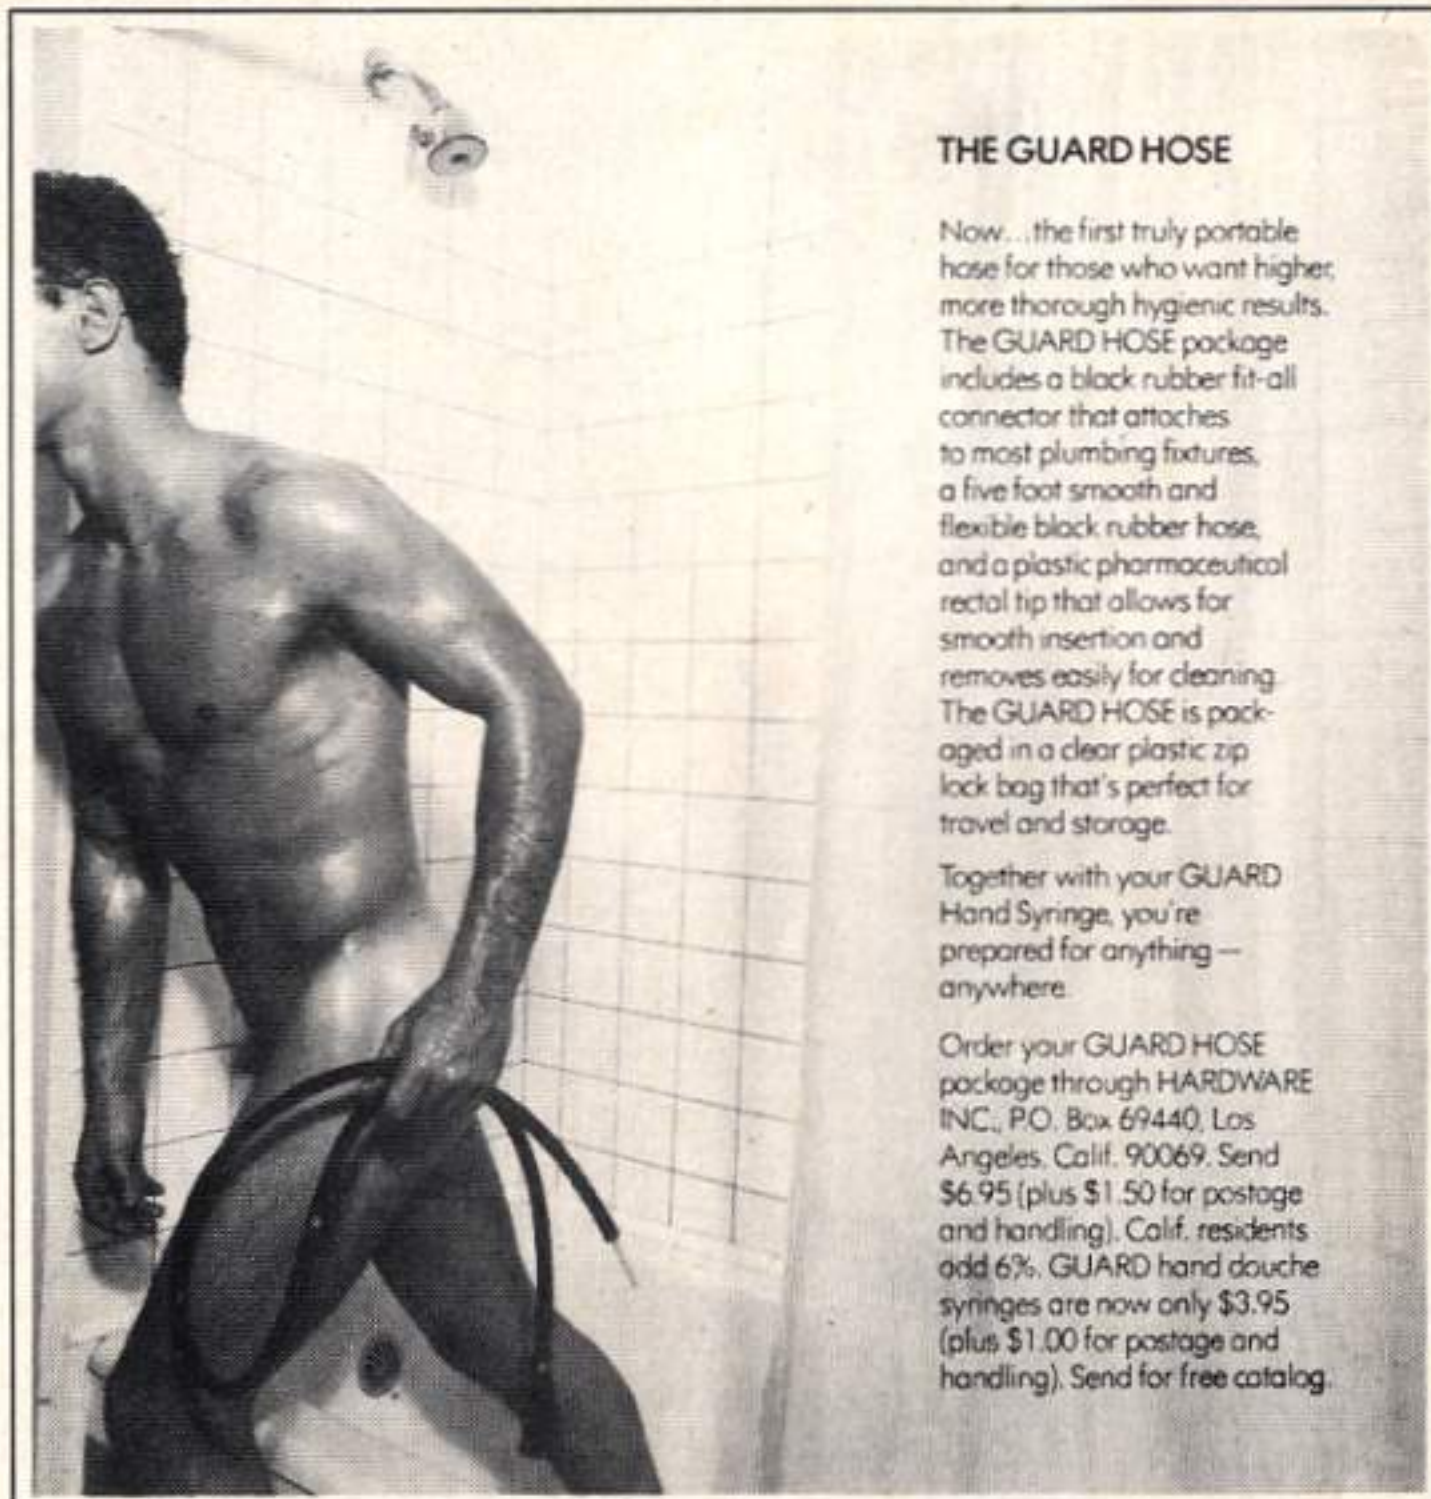 THE GUARD HOSE
Now...the first truly portable
hose for those who want higher,
more thorough hygienic results.
The GUARD HOSE package
includes a black rubber fit-all
connector that attaches
to most plumbing fixtures,
a five foot smooth and
flexible black rubber hose,
and a plastic pharmaceutical
rectal tip that allows for
smooth insertion and
removes easily for cleaning.
The GUARD HOSE is pack-
aged in a clear plastic zip
lock bag that's perfect for
travel and storage.
Together with your GUARD
Hand Syringe, you're
prepared for anything —
anywhere.
Order your GUARD HOSE
package through HARDWARE
INC., P.O. Box 69440, Los
Angeles, Calif. 90069. Send
$6.95 (plus $1.50 for postage
and handling). Calif. residents
add 6%. GUARD hand douche
syringes are now only $3.95
(plus $1.00 for postage and
handling). Send for free catalog.